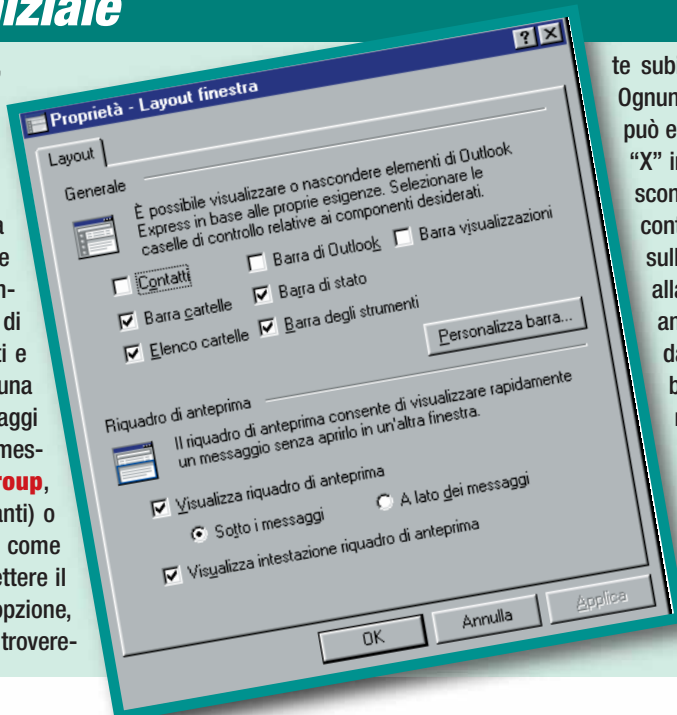 iziale
Proprietà - Layout finestra
Layout
Generale
È possibile visualizzare o nascondere elementi di Outlook
Express in base alle proprie esigenze. Selezionare le
caselle di controllo relative ai componenti desiderati.
Contatti
Barra di Outlook
Barra visualizzazioni
Barra cartelle
Barra di stato
Elenco cartelle
Barra degli strumenti
Personalizza barra...
Riquadro di anteprima
Il riquadro di anteprima consente di visualizzare rapidamente
un messaggio senza aprirlo in un'altra finestra.
Visualizza riquadro di anteprima
Sotto i messaggi
A lato dei messaggi
Visualizza intestazione riquadro di anteprima
OK
Annulla
Applica
a
e
n-
di
ti e
una
aggi
mes-
roup,
anti) o
come
ettere il
opzione,
trovere-
te sub
Ognun
può e
"X" in
scon
cont
sull
alla
an
da
b